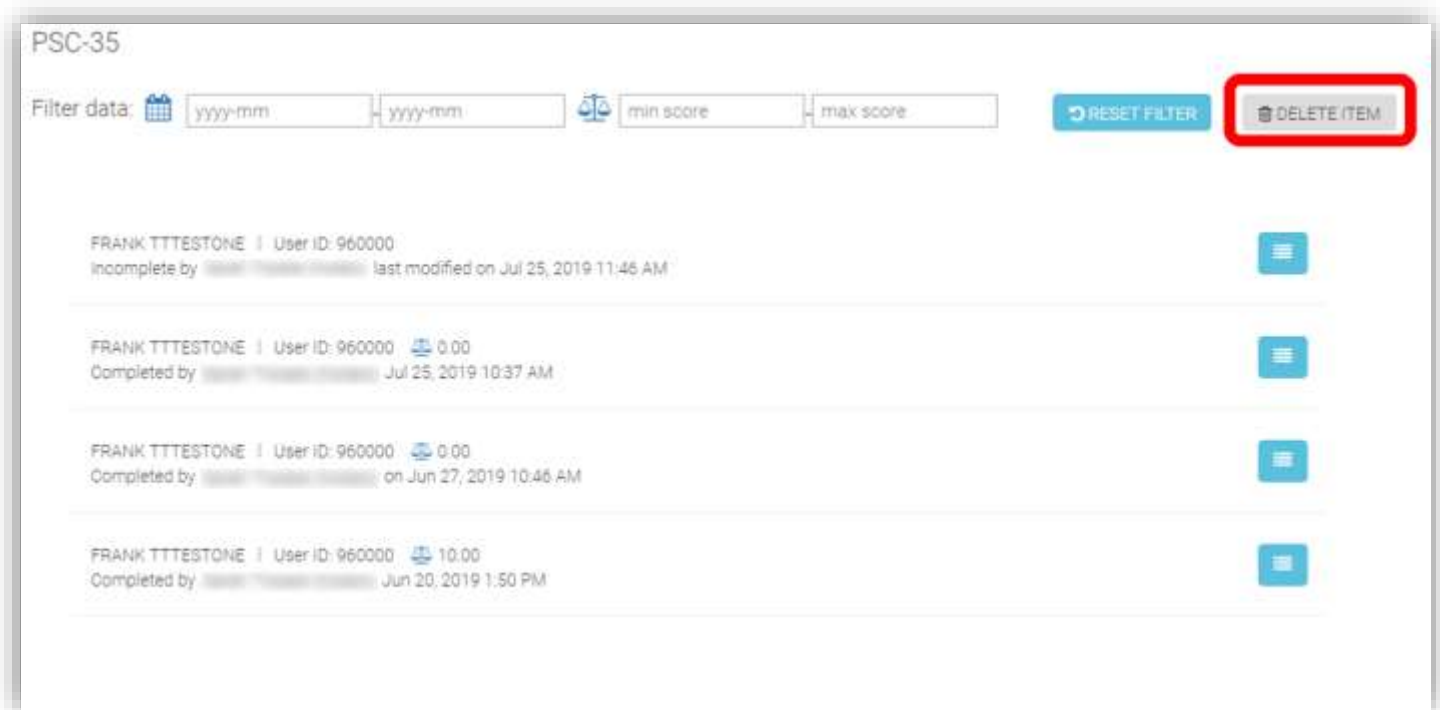 PSC-35
Filter data: yyyy-mm - yyyy-mm min score - max score RESET FILTER DELETE ITEM
FRANK TTTESTONE | User ID: 960000
Incomplete by last modified on Jul 25, 2019 11:46 AM
FRANK TTTESTONE | User ID: 960000 0.00
Completed by Jul 25, 2019 10:37 AM
FRANK TTTESTONE | User ID: 960000 0.00
Completed by on Jun 27, 2019 10:46 AM
FRANK TTTESTONE | User ID: 960000 10.00
Completed by Jun 20, 2019 1:50 PM